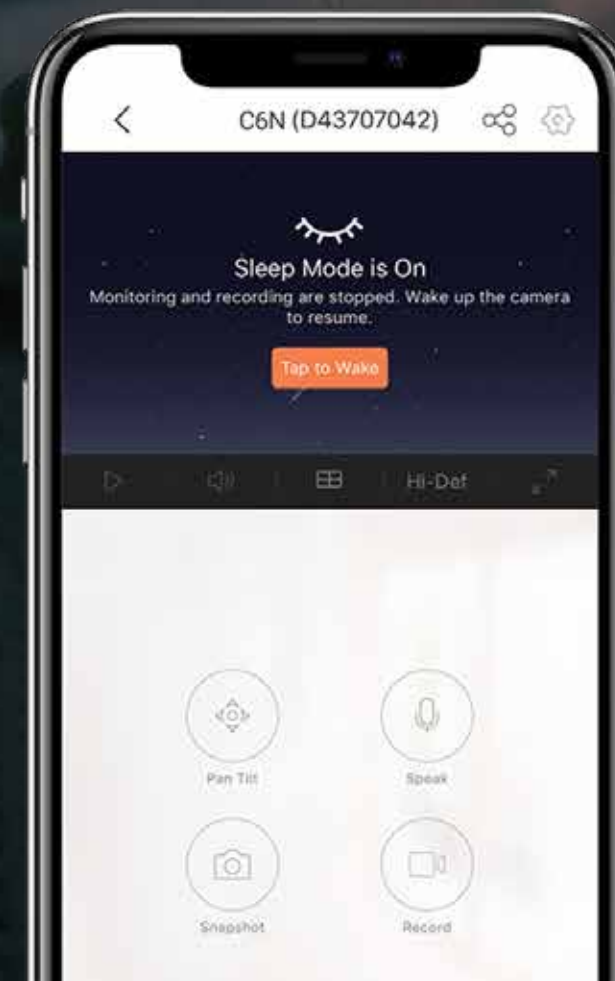 C6N (D43707042)
Sleep Mode is On
Monitoring and recording are stopped. Wake up the camera
to resume.
Tap to Wake
Hi-Def
Pan Tilt
Speak
Snapshot
Record